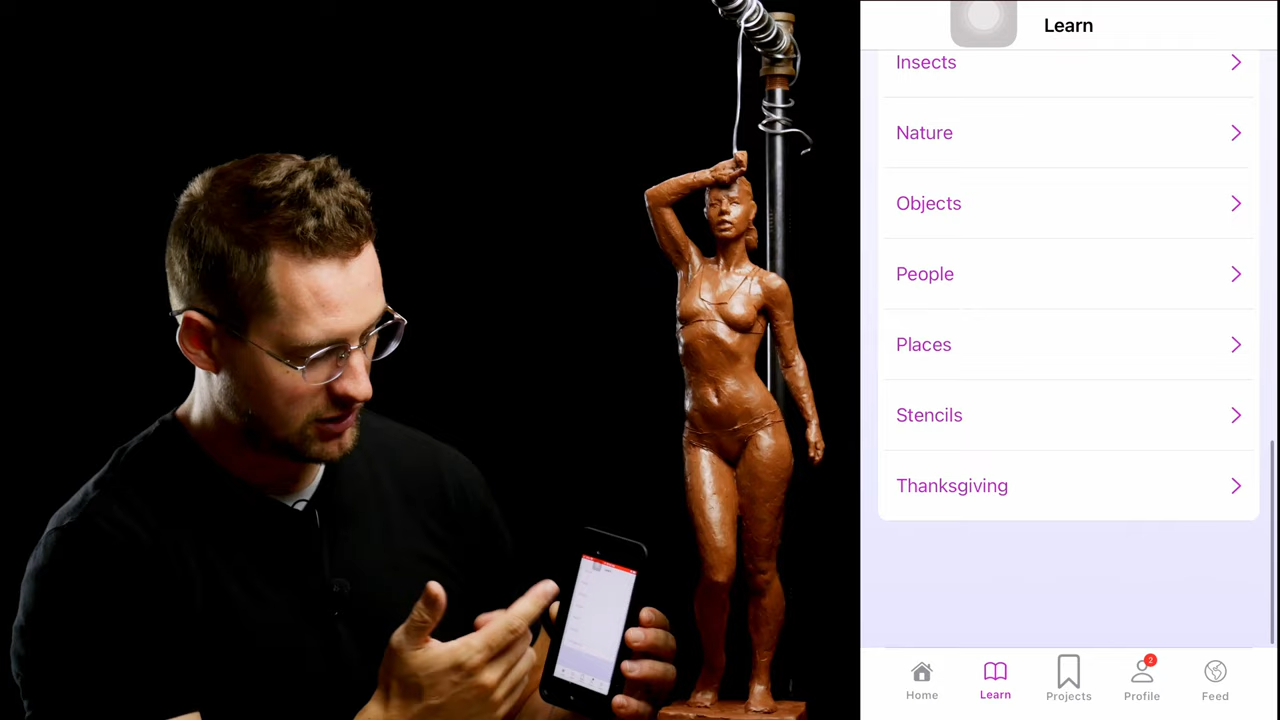 Learn
Insects
Nature
Objects
People
Places
Stencils
Thanksgiving
2
Home
Learn
Projects
Profile
Feed